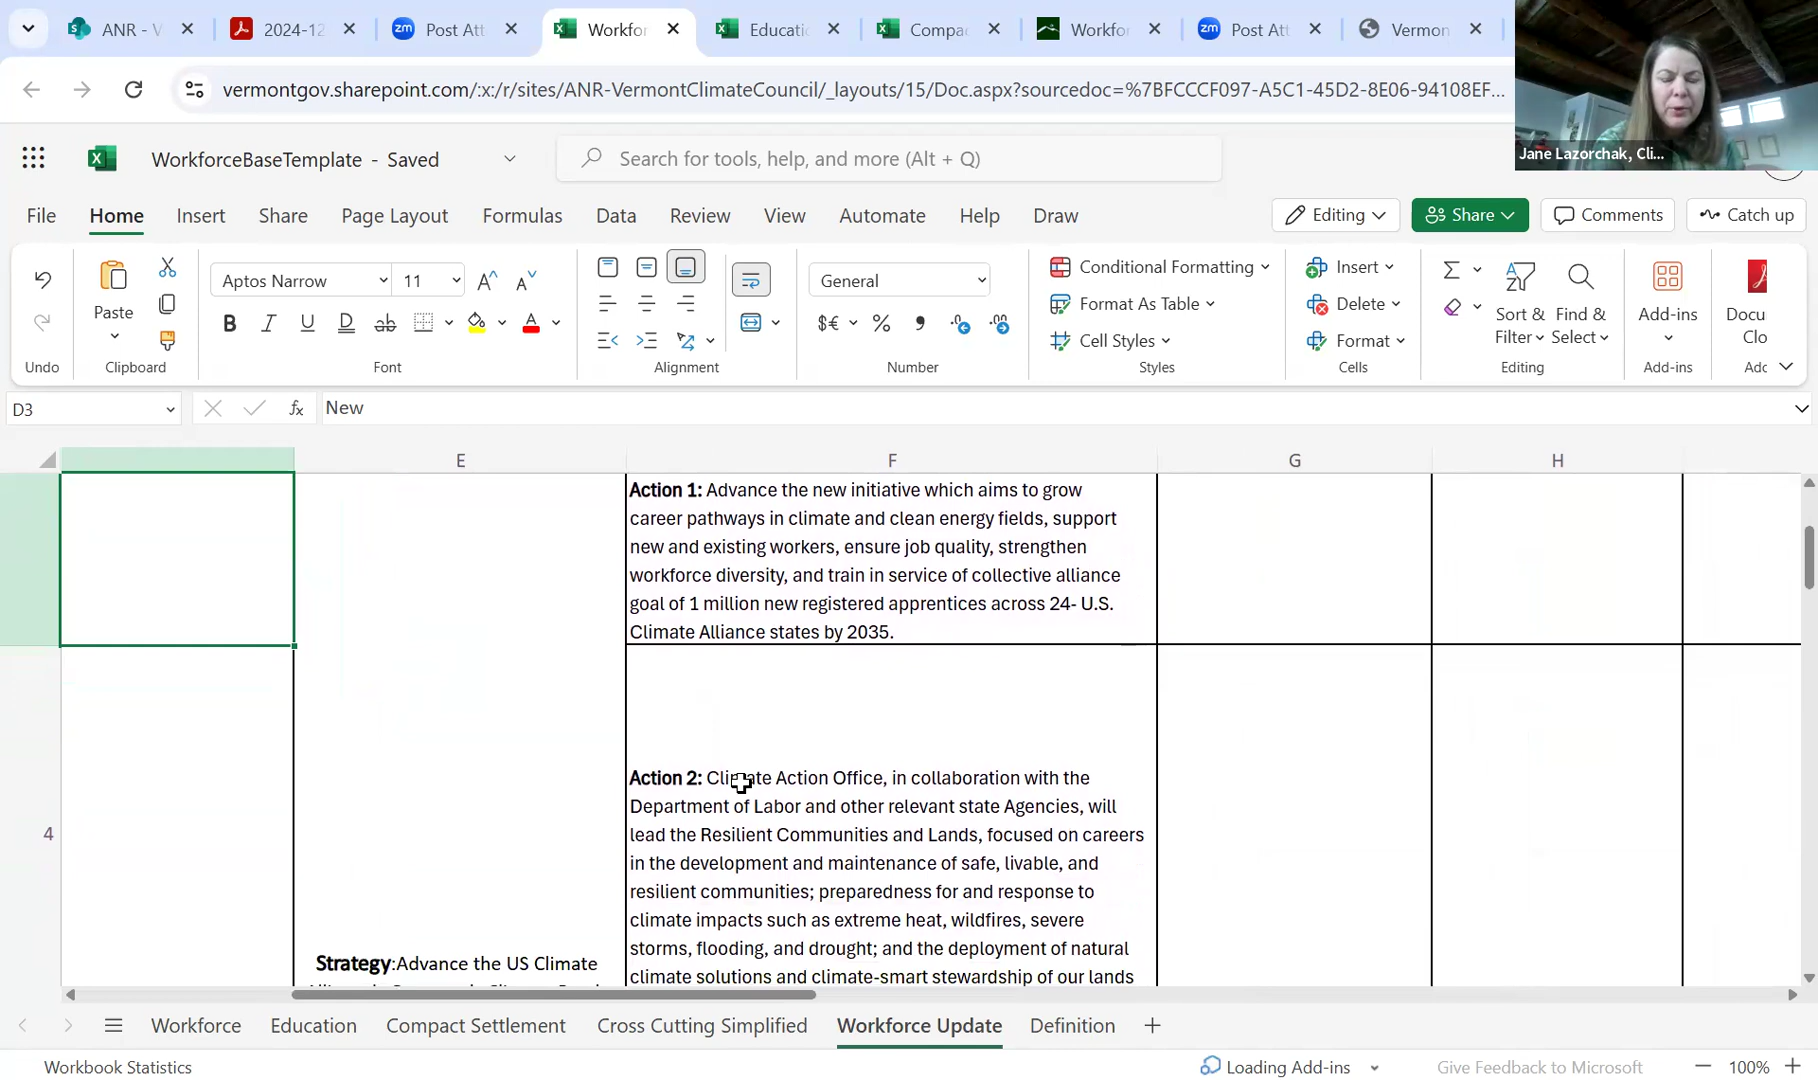 ANR - V
2024-12
Post Att
Workfor
Educati
Compa
Workfor
Post Att
Vermon
vermontgov.sharepoint.com/:x:/r/sites/ANR-VermontClimateCouncil/_layouts/15/Doc.aspx?sourcedoc=%7BFCCCF097-A5C1-45D2-8E06-94108EF...
Jane Lazorchak, Cli...
WorkforceBaseTemplate - Saved
Search for tools, help, and more (Alt + Q)
File Home Insert Share Page Layout Formulas Data Review View Automate Help Draw
Editing
Share
Comments
Catch up
Paste
Aptos Narrow 11
General
Conditional Formatting
Format As Table
Cell Styles
Insert
Delete
Format
Sort & Filter
Find & Select
Add-ins
Docu
Clo
Undo Clipboard Font Alignment Number Styles Cells Editing Add-ins Adc
D3
fx New
E F G H
Action 1: Advance the new initiative which aims to grow
career pathways in climate and clean energy fields, support
new and existing workers, ensure job quality, strengthen
workforce diversity, and train in service of collective alliance
goal of 1 million new registered apprentices across 24- U.S.
Climate Alliance states by 2035.
4
Action 2: Climate Action Office, in collaboration with the
Department of Labor and other relevant state Agencies, will
lead the Resilient Communities and Lands, focused on careers
in the development and maintenance of safe, livable, and
resilient communities; preparedness for and response to
climate impacts such as extreme heat, wildfires, severe
storms, flooding, and drought; and the deployment of natural
climate solutions and climate-smart stewardship of our lands
Strategy:Advance the US Climate
Workforce Education Compact Settlement Cross Cutting Simplified Workforce Update Definition
Workbook Statistics
Loading Add-ins
Give Feedback to Microsoft
100%